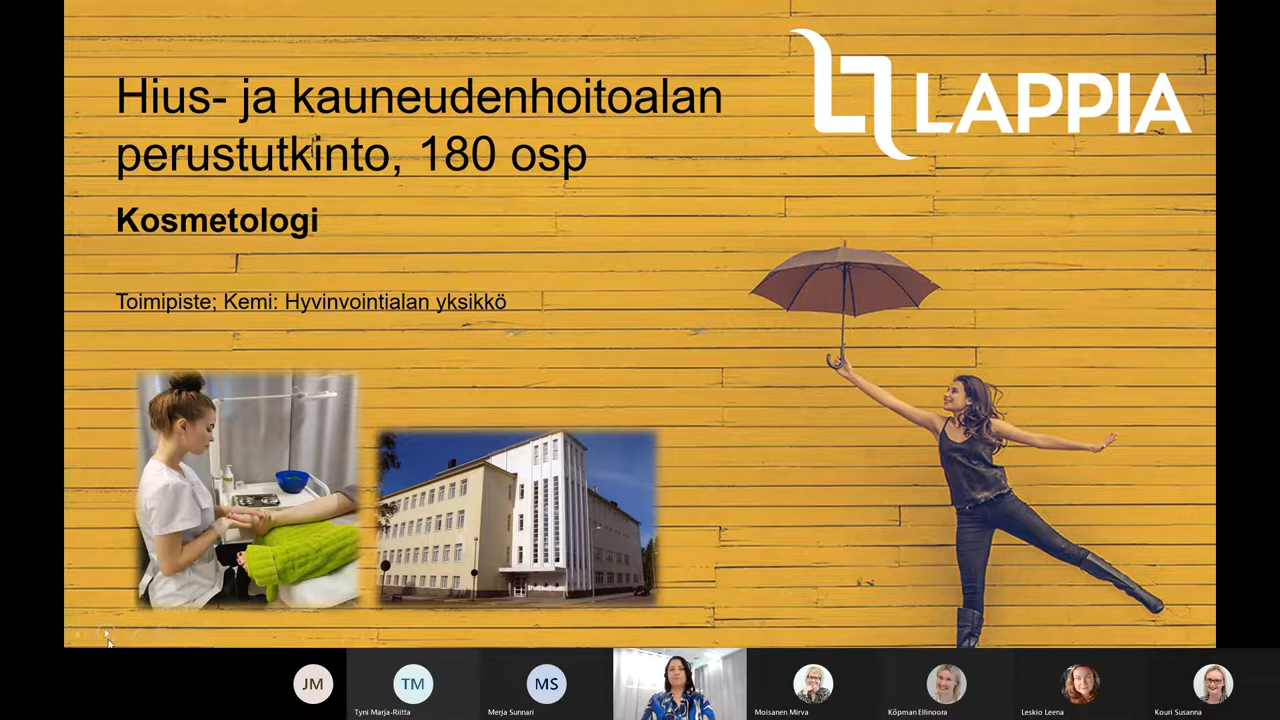 LAPPIA
Hius- ja kauneudenhoitoalan
perustutkinto, 180 osp
Kosmetologi
Toimipiste; Kemi: Hyvinvointialan yksikkö
JM
TM
MS
Tyni Marja-Riitta
Merja Sunnari
Moisanen Mirva
Köpman Ellinoora
Leskio Leena
Kouri Susanna